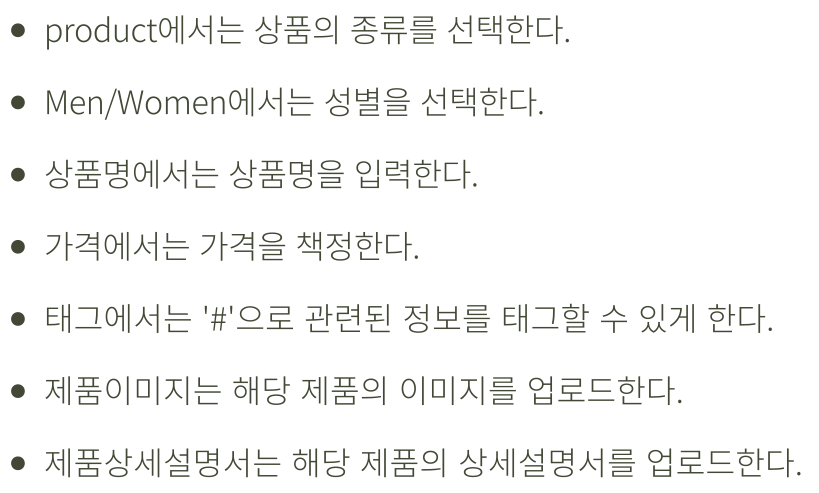 ● product에서는 상품의 종류를 선택한다.
● Men/Women에서는 성별을 선택한다.
● 상품명에서는 상품명을 입력한다.
● 가격에서는 가격을 책정한다.
● 태그에서는 '#'으로 관련된 정보를 태그할 수 있게 한다.
● 제품이미지는 해당 제품의 이미지를 업로드한다.
● 제품상세설명서는 해당 제품의 상세설명서를 업로드한다.